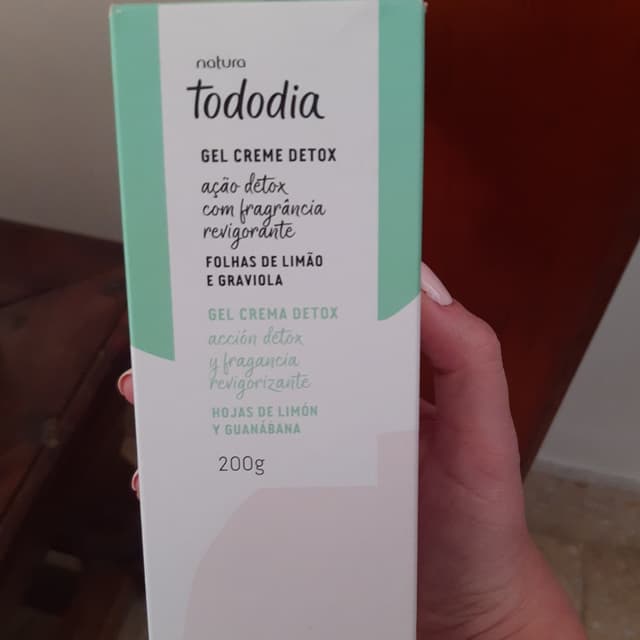 natura
tododia
GEL CREME DETOX
ação detox
com fragrância
revigorante
FOLHAS DE LIMÃO
E GRAVIOLA
GEL CREMA DETOX
acción detox
y fragancia
revigorizante
HOJAS DE LIMÓN
Y GUANÁBANA
200g